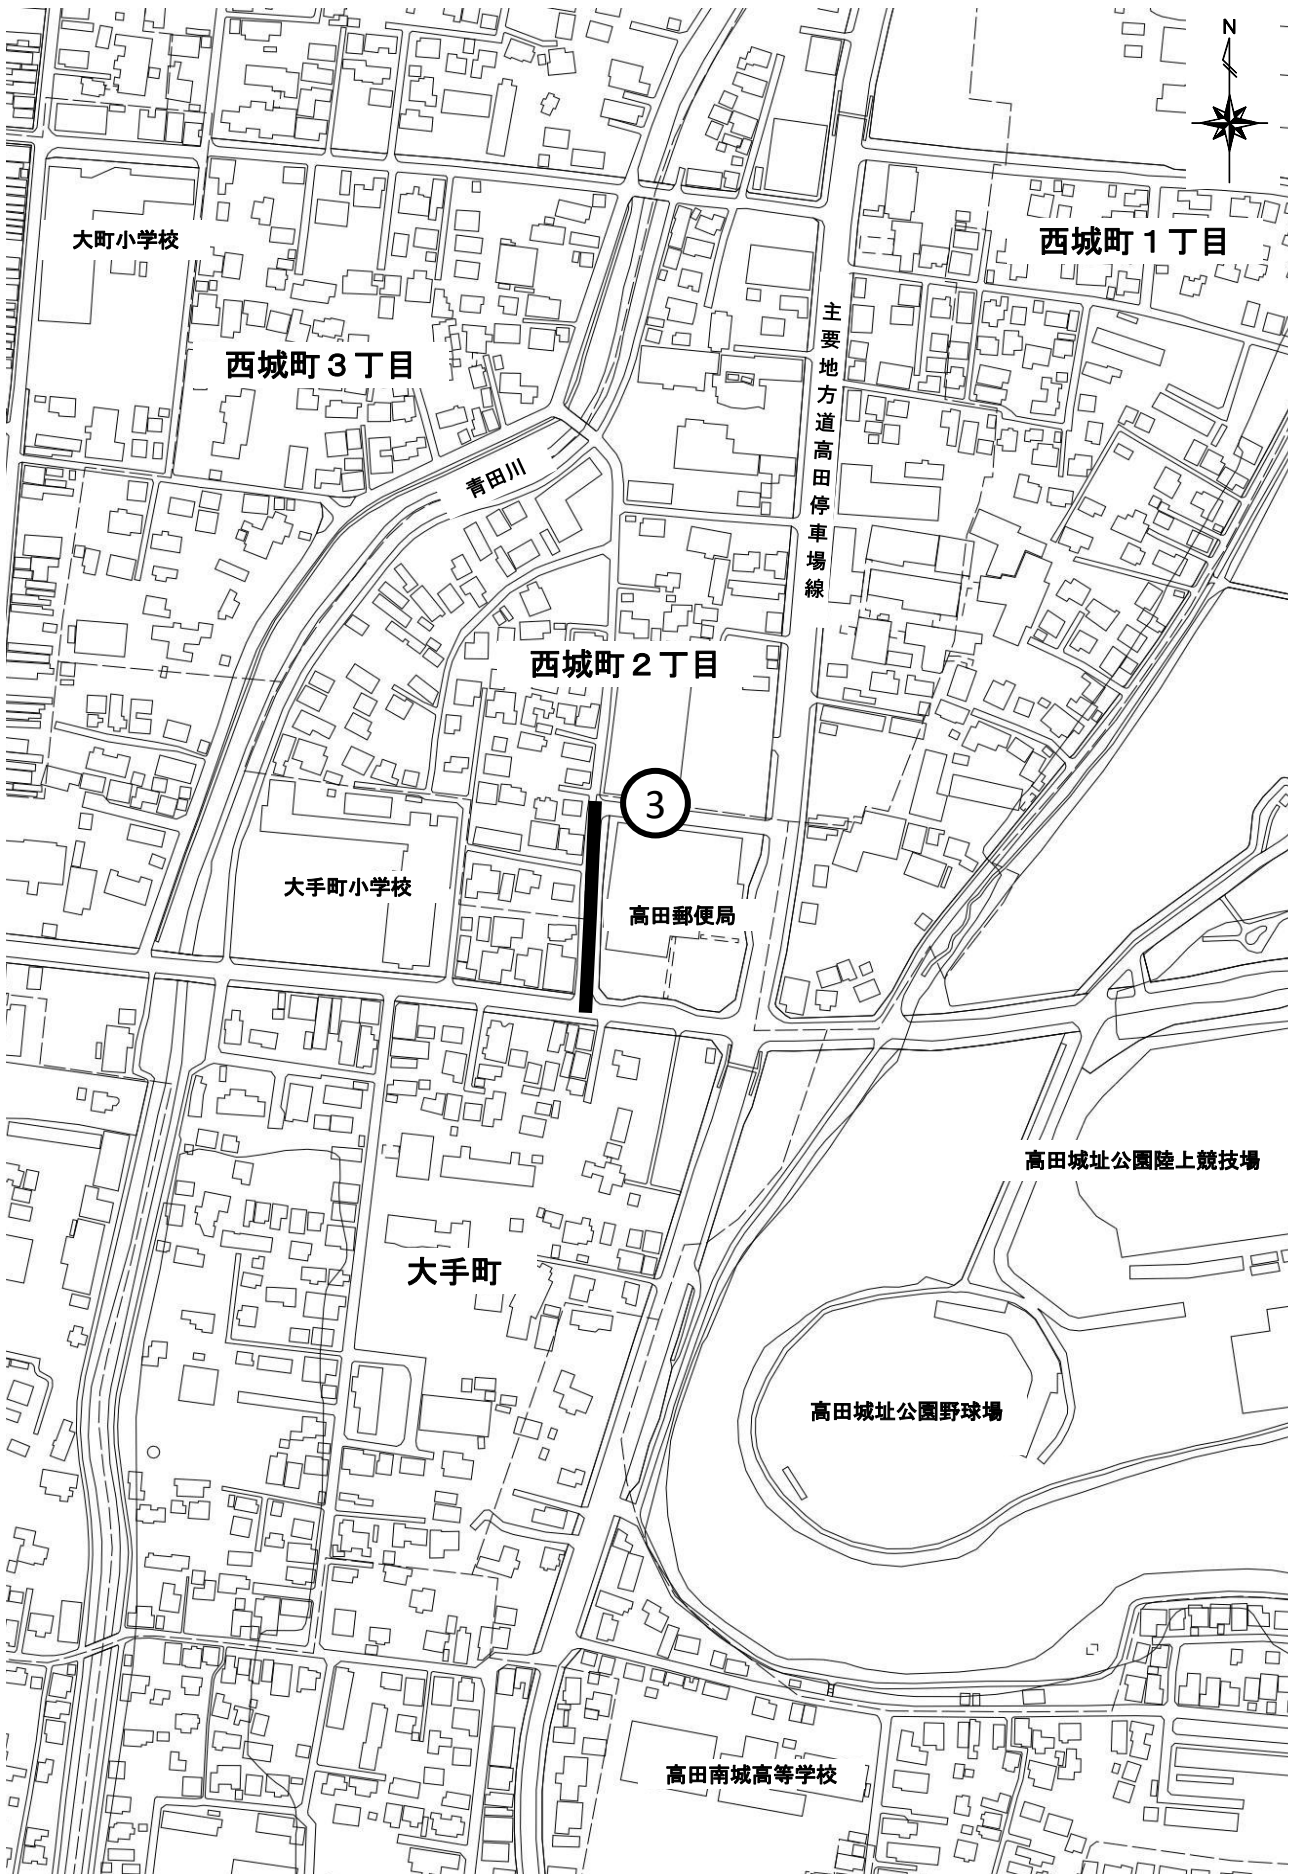 N
大町小学校
西城町１丁目
主要地方道高田停車場線
西城町３丁目
青田川
西城町２丁目
3
大手町小学校
高田郵便局
高田城址公園陸上競技場
大手町
高田城址公園野球場
高田南城高等学校